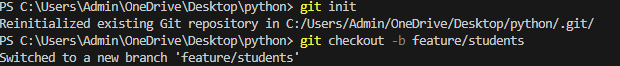 PS C:\Users\Admin\OneDrive\Desktop\python> git init
Reinitialized existing Git repository in C:/Users/Admin/OneDrive/Desktop/python/.git/
PS C:\Users\Admin\OneDrive\Desktop\python> git checkout -b feature/students
Switched to a new branch 'feature/students'